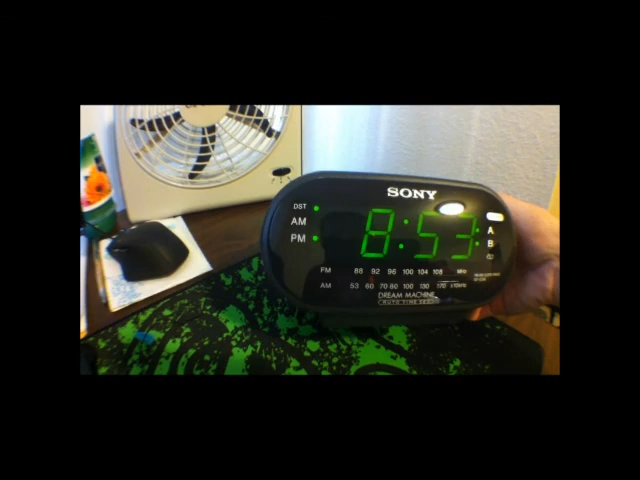 SONY
DST
AM
PM
8:53
A
B
FM 88 92 96 100 104 108 MHz
AM 53 60 70 80 100 130 170 x10kHz
DREAM MACHINE